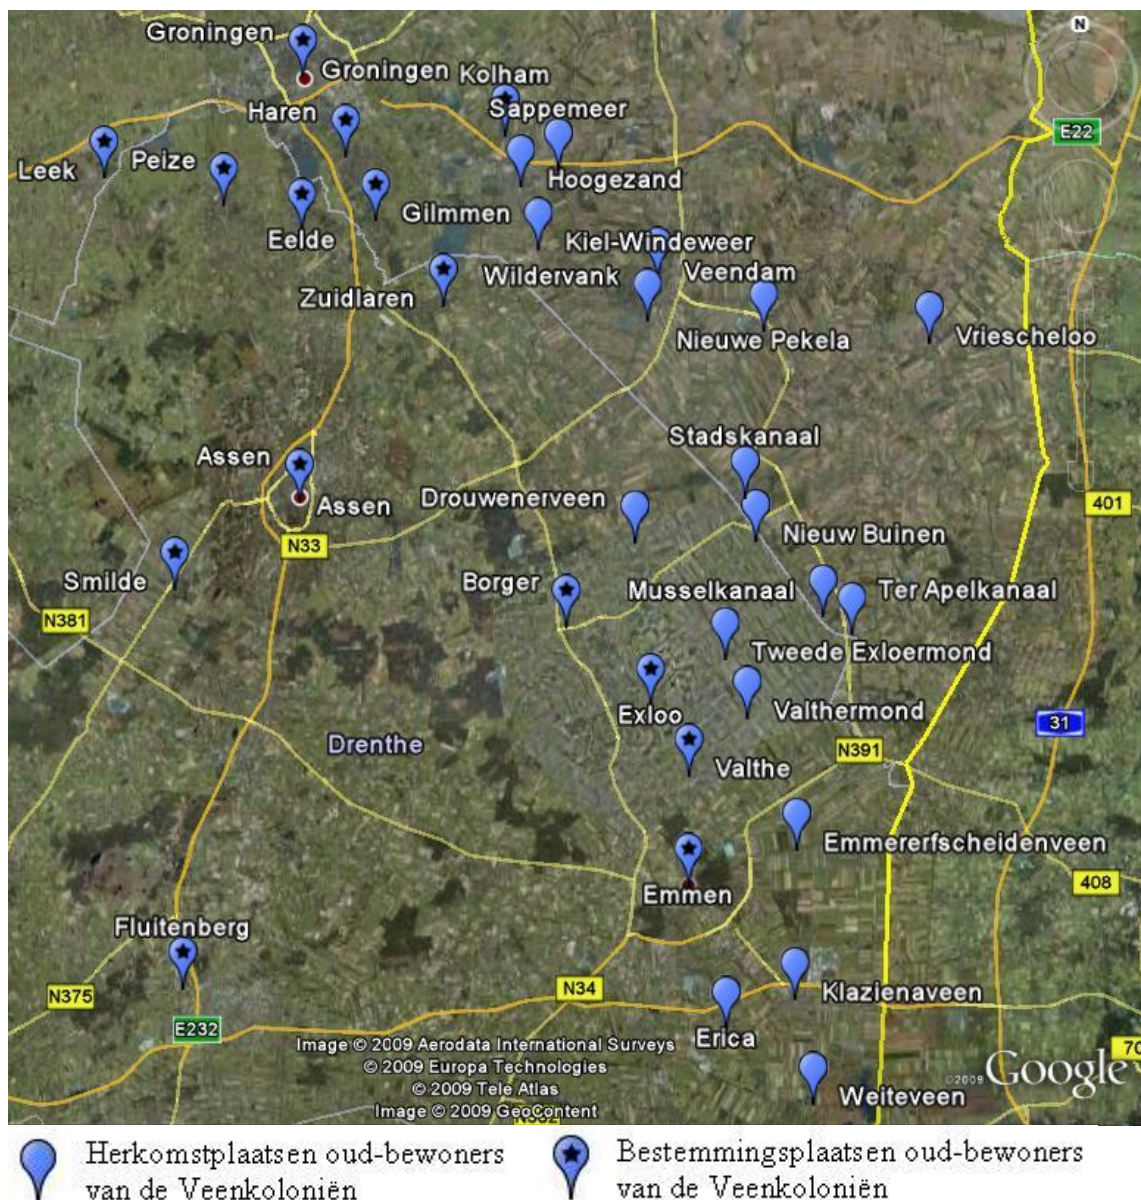 Groningen
N
Groningen
Kolham
Haren
Sappemeer
E22
Leek
Peize
Hoogezand
Gilmmen
Eelde
Kiel-Windeweer
Zuidlaren
Wildervank
Veendam
Nieuwe Pekela
Vriescheloo
Stadskanaal
Assen
Drouwenerveen
Assen
401
Nieuw Buinen
N33
Smilde
Borger
Musselkanaal
Ter Apelkanaal
N381
Tweede Exloermond
Exloo
Valthermond
31
Drenthe
N391
Valthe
Emmererfscheidenveen
408
Emmen
Fluitenberg
N375
N34
Klazienaveen
E232
Erica
Image © 2009 Aerodata International Surveys
© 2009 Europa Technologies
© 2009 Tele Atlas
Image © 2009 GeoContent
70
©2009 Google
Weiteveen
Herkomstplaatsen oud-bewoners
van de Veenkoloniën
Bestemmingsplaatsen oud-bewoners
van de Veenkoloniën